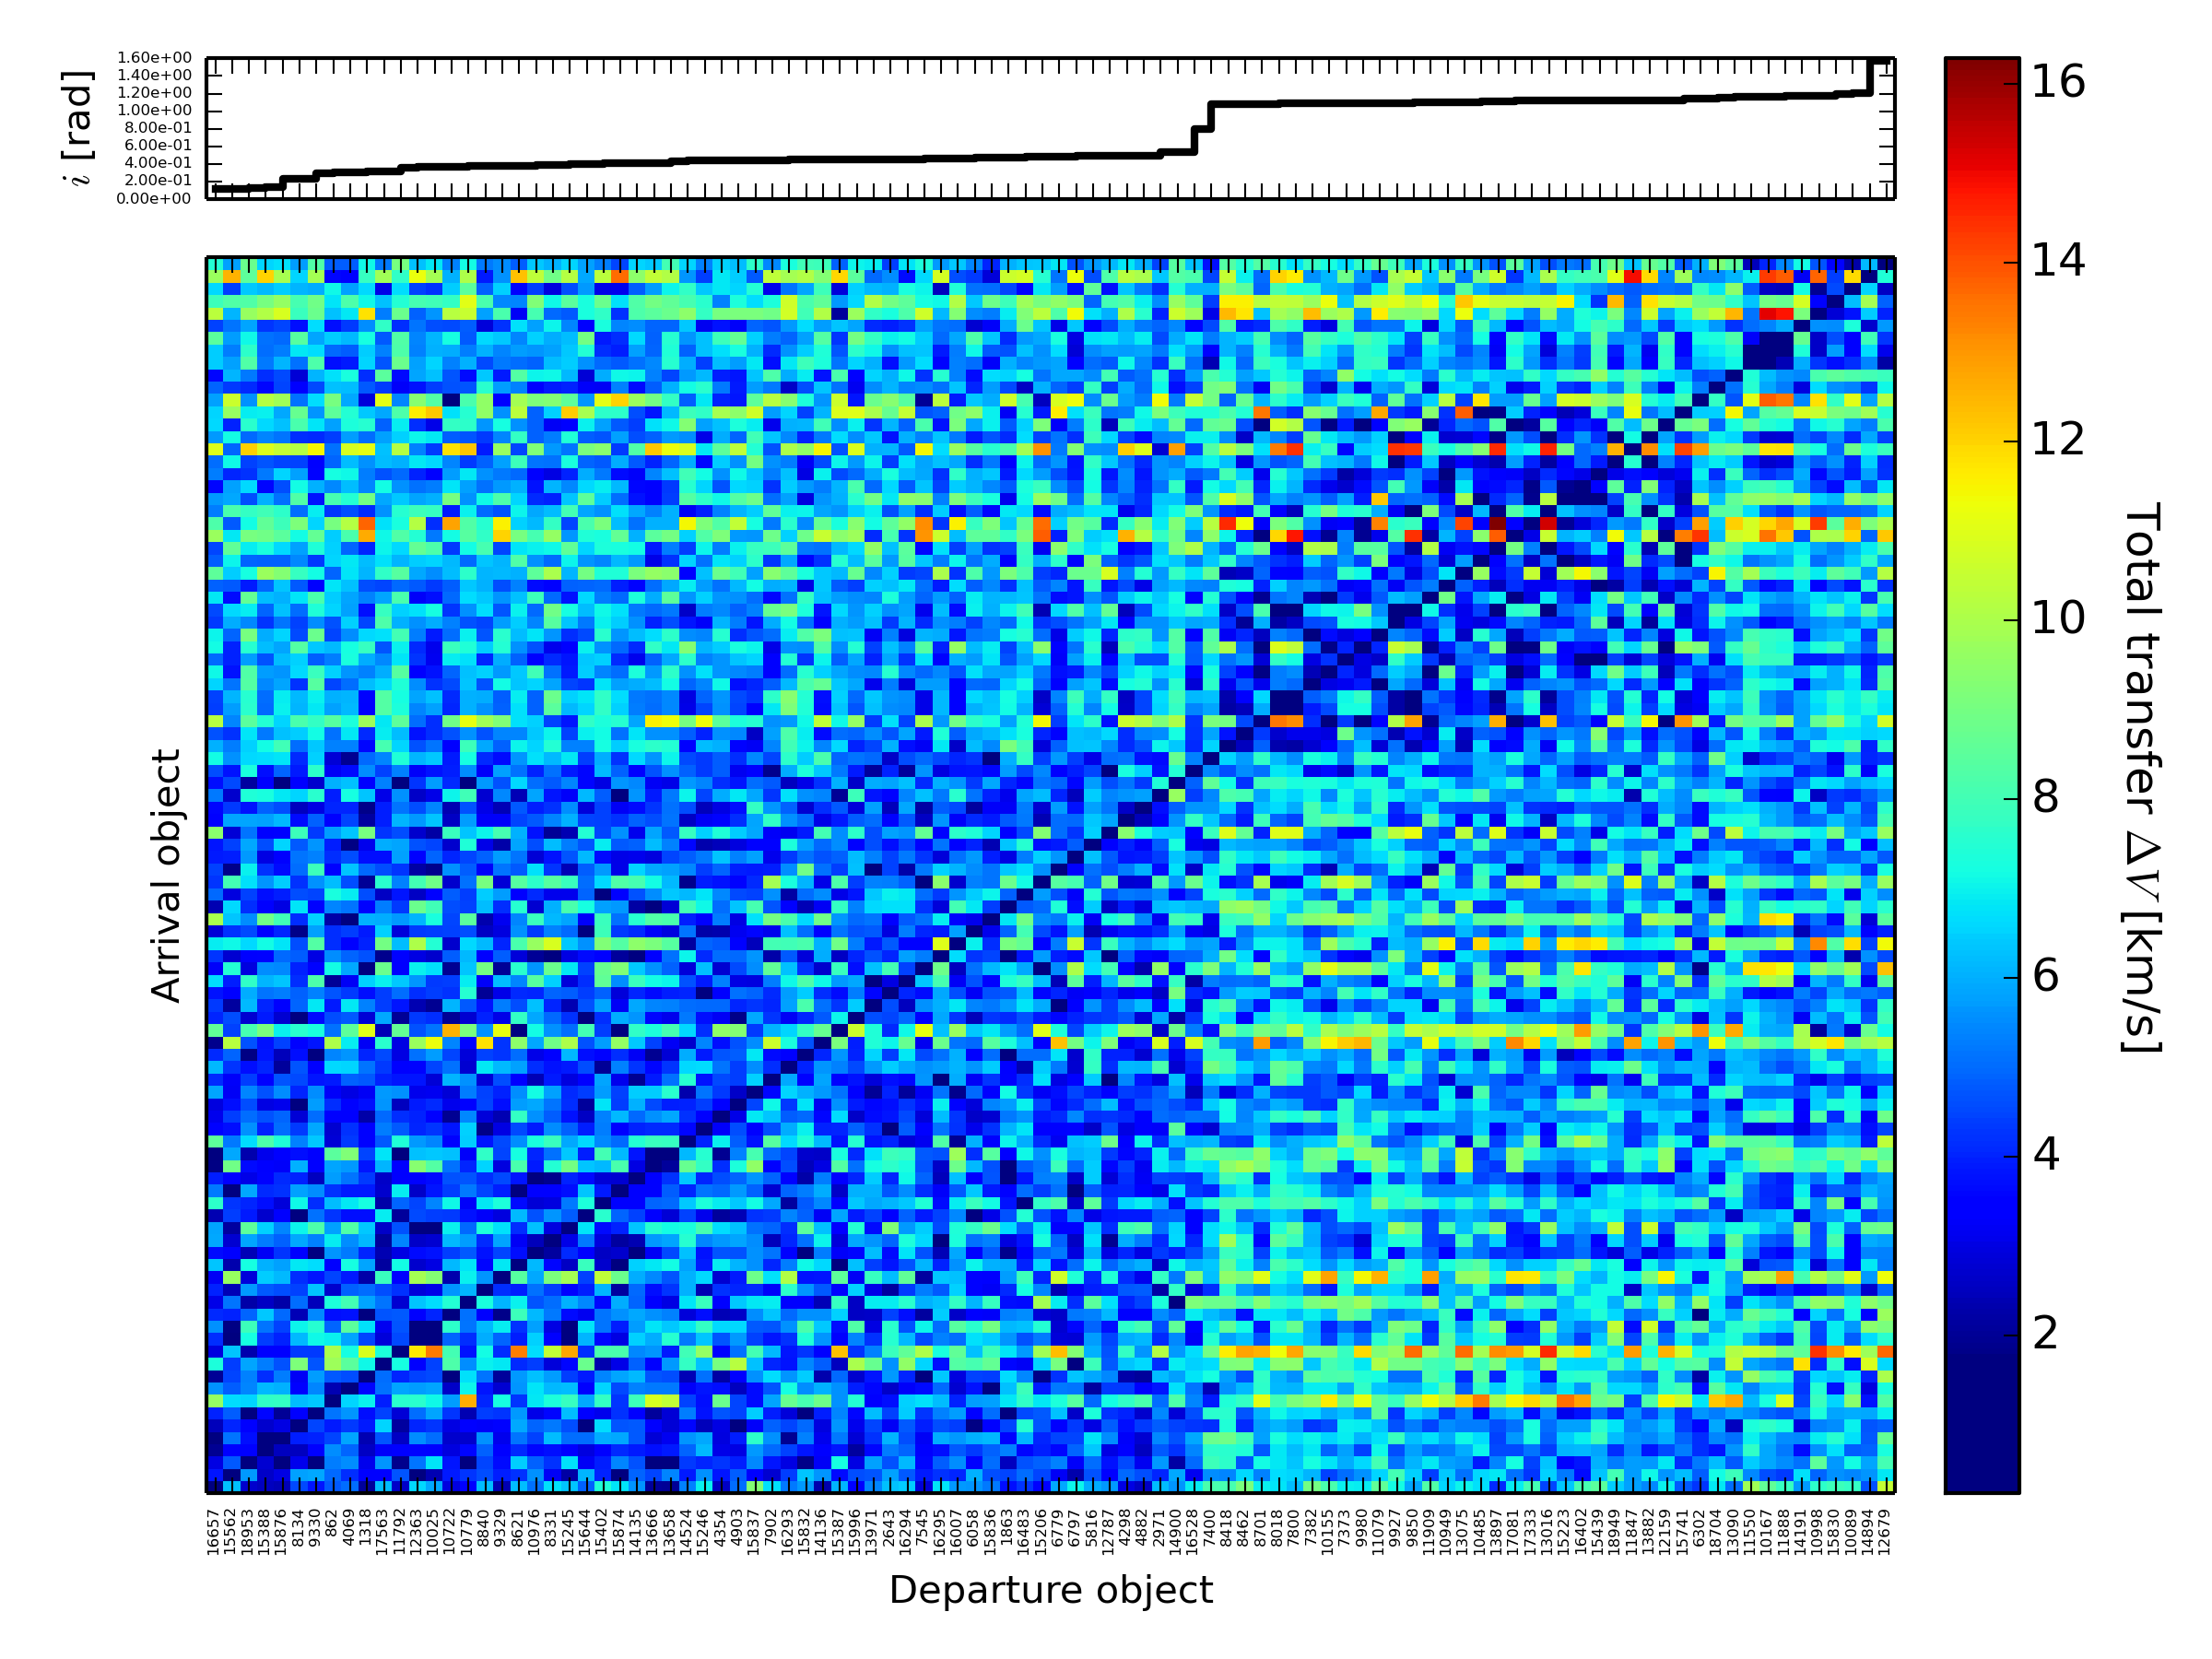 1.60e+00
1.40e+00
1.20e+00
1.00e+00
8.00e-01
6.00e-01
4.00e-01
2.00e-01
0.00e+00
i [rad]
Arrival object
16657 15562 18953 15388 15876 8134 9330 862 4069 1318 17563 11792 12363 10025 10722 10779 8840 9329 8621 10976 8331 15245 15644 15402 15874 14135 13666 13658 14524 15246 4354 4903 15837 7902 16293 15832 14136 15387 15996 13971 2643 16294 7545 16295 16007 6058 15836 1863 16483 15206 6779 6797 5816 12787 4298 4882 2971 14900 16528 7400 8418 8462 8701 8018 7800 7382 10155 7373 9980 11079 9927 9850 11909 10949 13075 10485 13897 17081 17333 13016 15223 16402 15439 18949 11847 13882 12159 15741 6302 18704 13090 11550 10167 11888 14191 10998 15830 10089 14894 12679
Departure object
16
14
12
10
8
6
4
2
Total transfer ΔV [km/s]